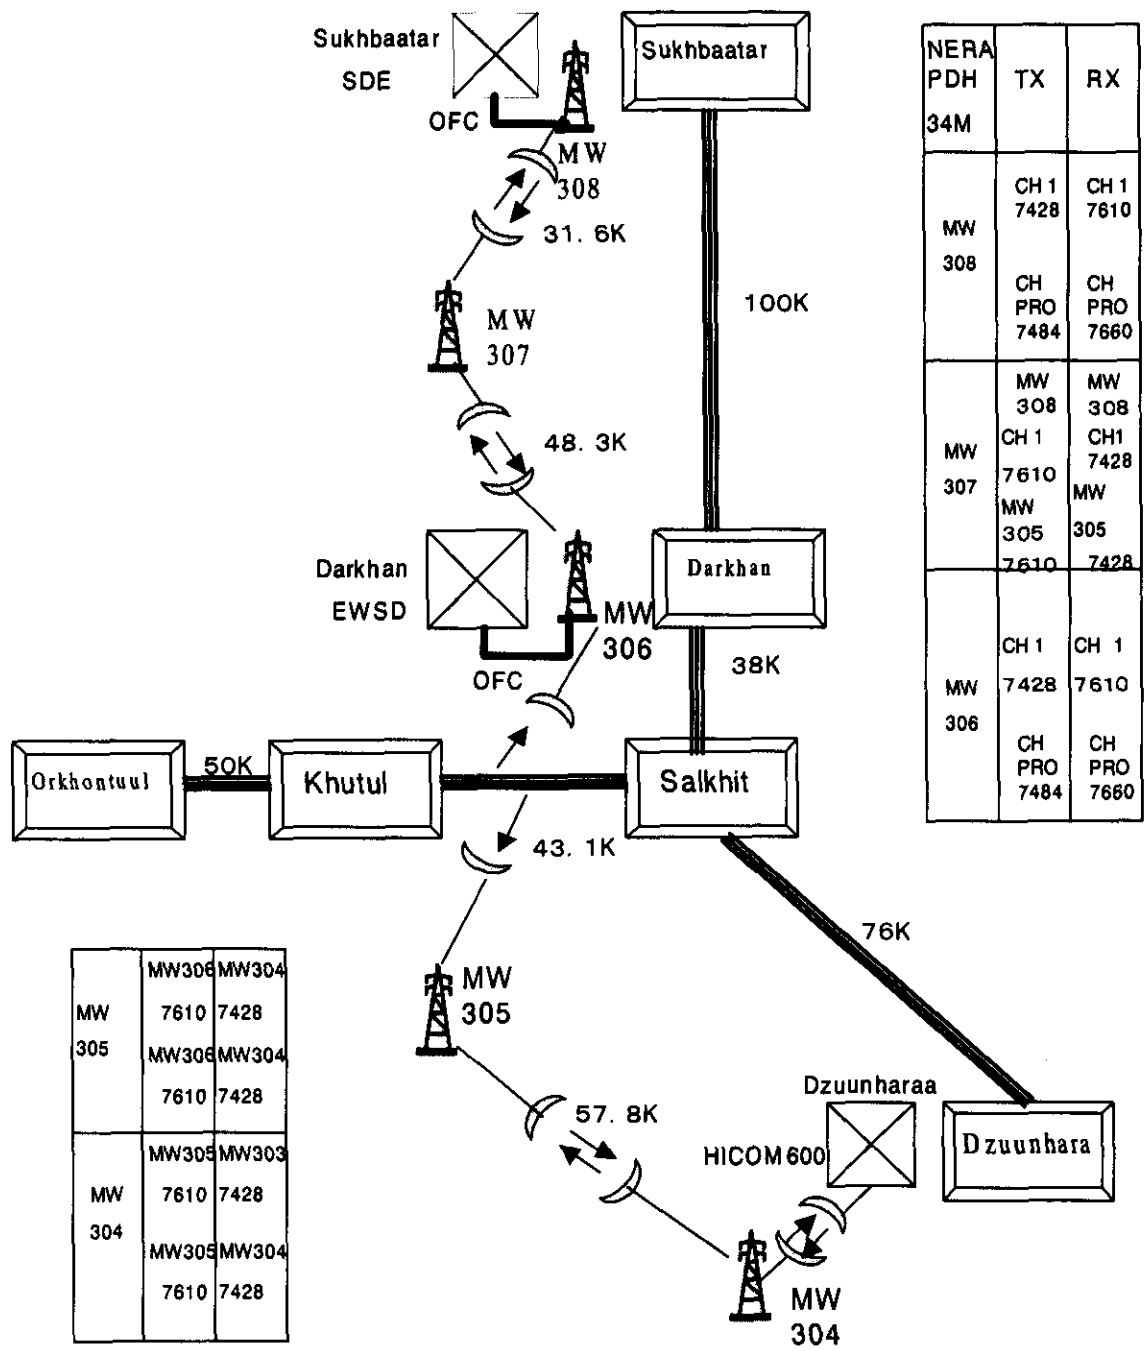 Sukhbaatar
SDE
OFC
MW
308
31. 6K
MW
307
48. 3K
Darkhan
EWSD
OFC
MW
306
Sukhbaatar
100K
Darkhan
38K
Orkhontuul
50K
Khutul
Salkhit
43. 1K
76K
MW
305
57. 8K
Dzuunharaa
HICOM600
Dzuunhara
MW
304
NERA TX RX
PDH
34M
MW
308
CH 1 CH 1
7428 7610
CH CH
PRO PRO
7484 7660
MW
307
MW MW
308 308
CH 1 CH1
7610 7428
MW MW
305 305
7610 7428
MW
306
CH 1 CH 1
7428 7610
CH CH
PRO PRO
7484 7660
MW
305
MW306 MW304
7610 7428
MW306 MW304
7610 7428
MW
304
MW305 MW303
7610 7428
MW305 MW304
7610 7428